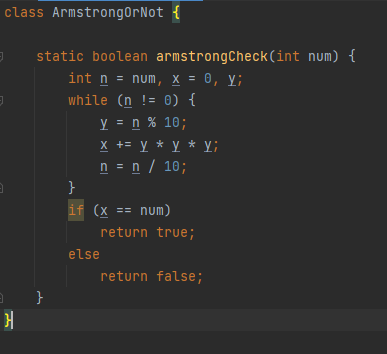 class ArmstrongOrNot {
static boolean armstrongCheck(int num) {
int n = num, x = 0, y;
while (n != 0) {
y = n % 10;
x += y * y * y;
n = n / 10;
}
if (x == num)
return true;
else
return false;
}
}